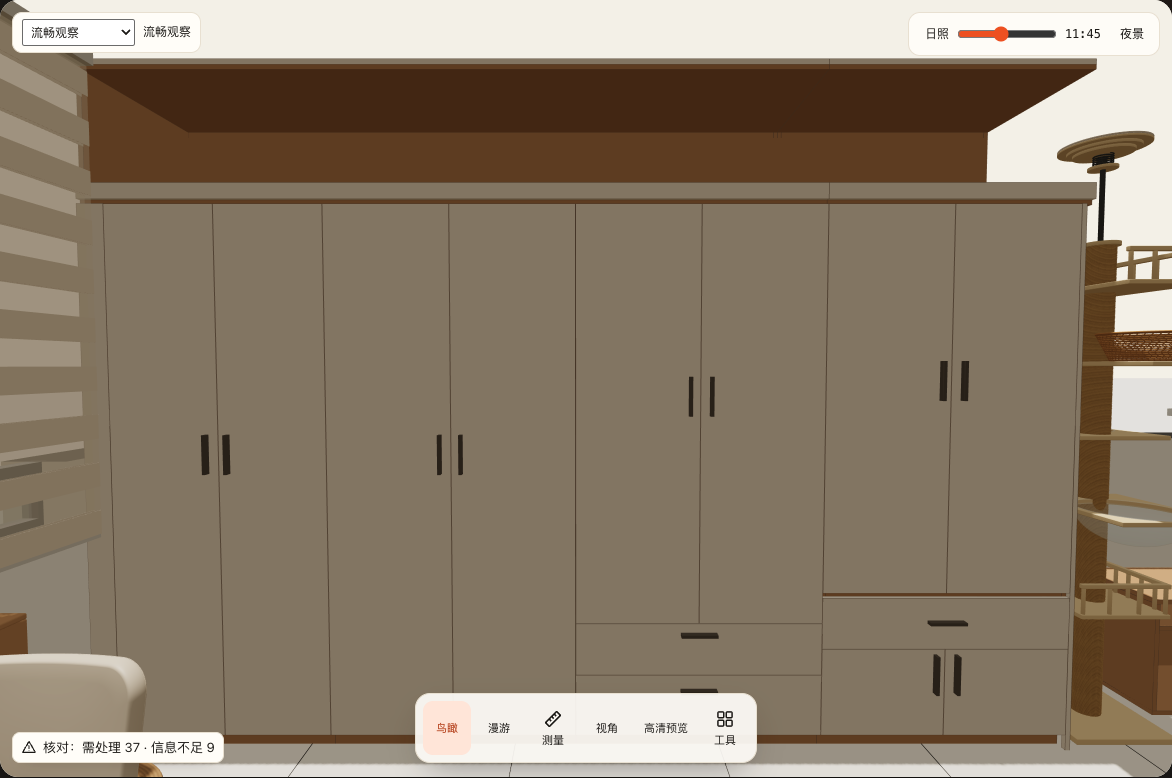 流畅观察
流畅观察
日照
11:45
夜景
鸟瞰
漫游
测量
视角
高清预览
工具
核对：需处理 37 · 信息不足 9